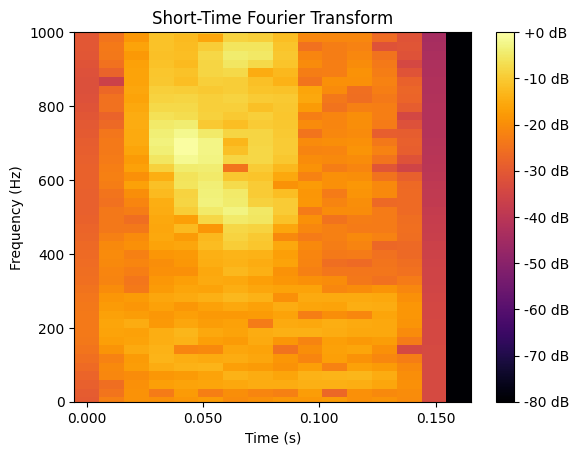 Short-Time Fourier Transform
1000
800
600
400
200
0
Frequency (Hz)
0.000
0.050
0.100
0.150
Time (s)
+0 dB
-10 dB
-20 dB
-30 dB
-40 dB
-50 dB
-60 dB
-70 dB
-80 dB